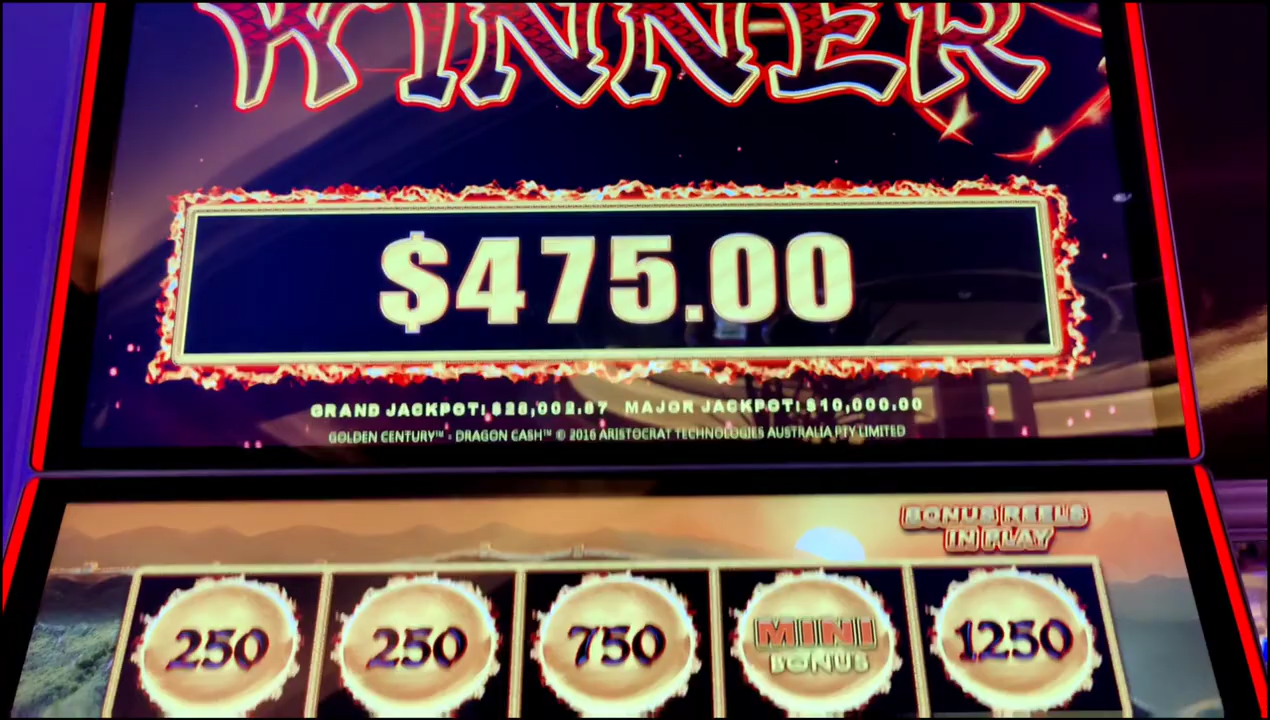 WINNER
$475.00
GRAND JACKPOT: $28,002.87 MAJOR JACKPOT: $10,000.00
GOLDEN CENTURY™ - DRAGON CASH™ © 2016 ARISTOCRAT TECHNOLOGIES AUSTRALIA PTY LIMITED
BONUS REELS
IN PLAY
250 250 750 MINI BONUS 1250